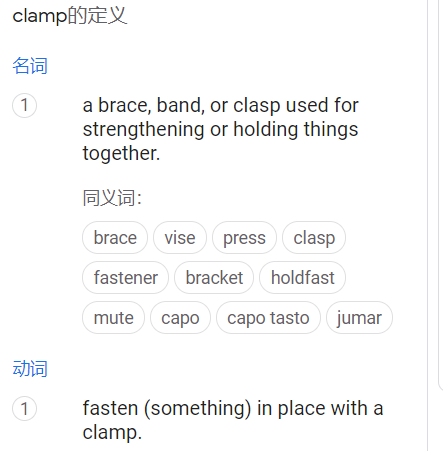 clamp的定义
名词
1
a brace, band, or clasp used for
strengthening or holding things
together.
同义词:
brace vise press clasp
fastener bracket holdfast
mute capo capo tasto jumar
动词
1
fasten (something) in place with a
clamp.